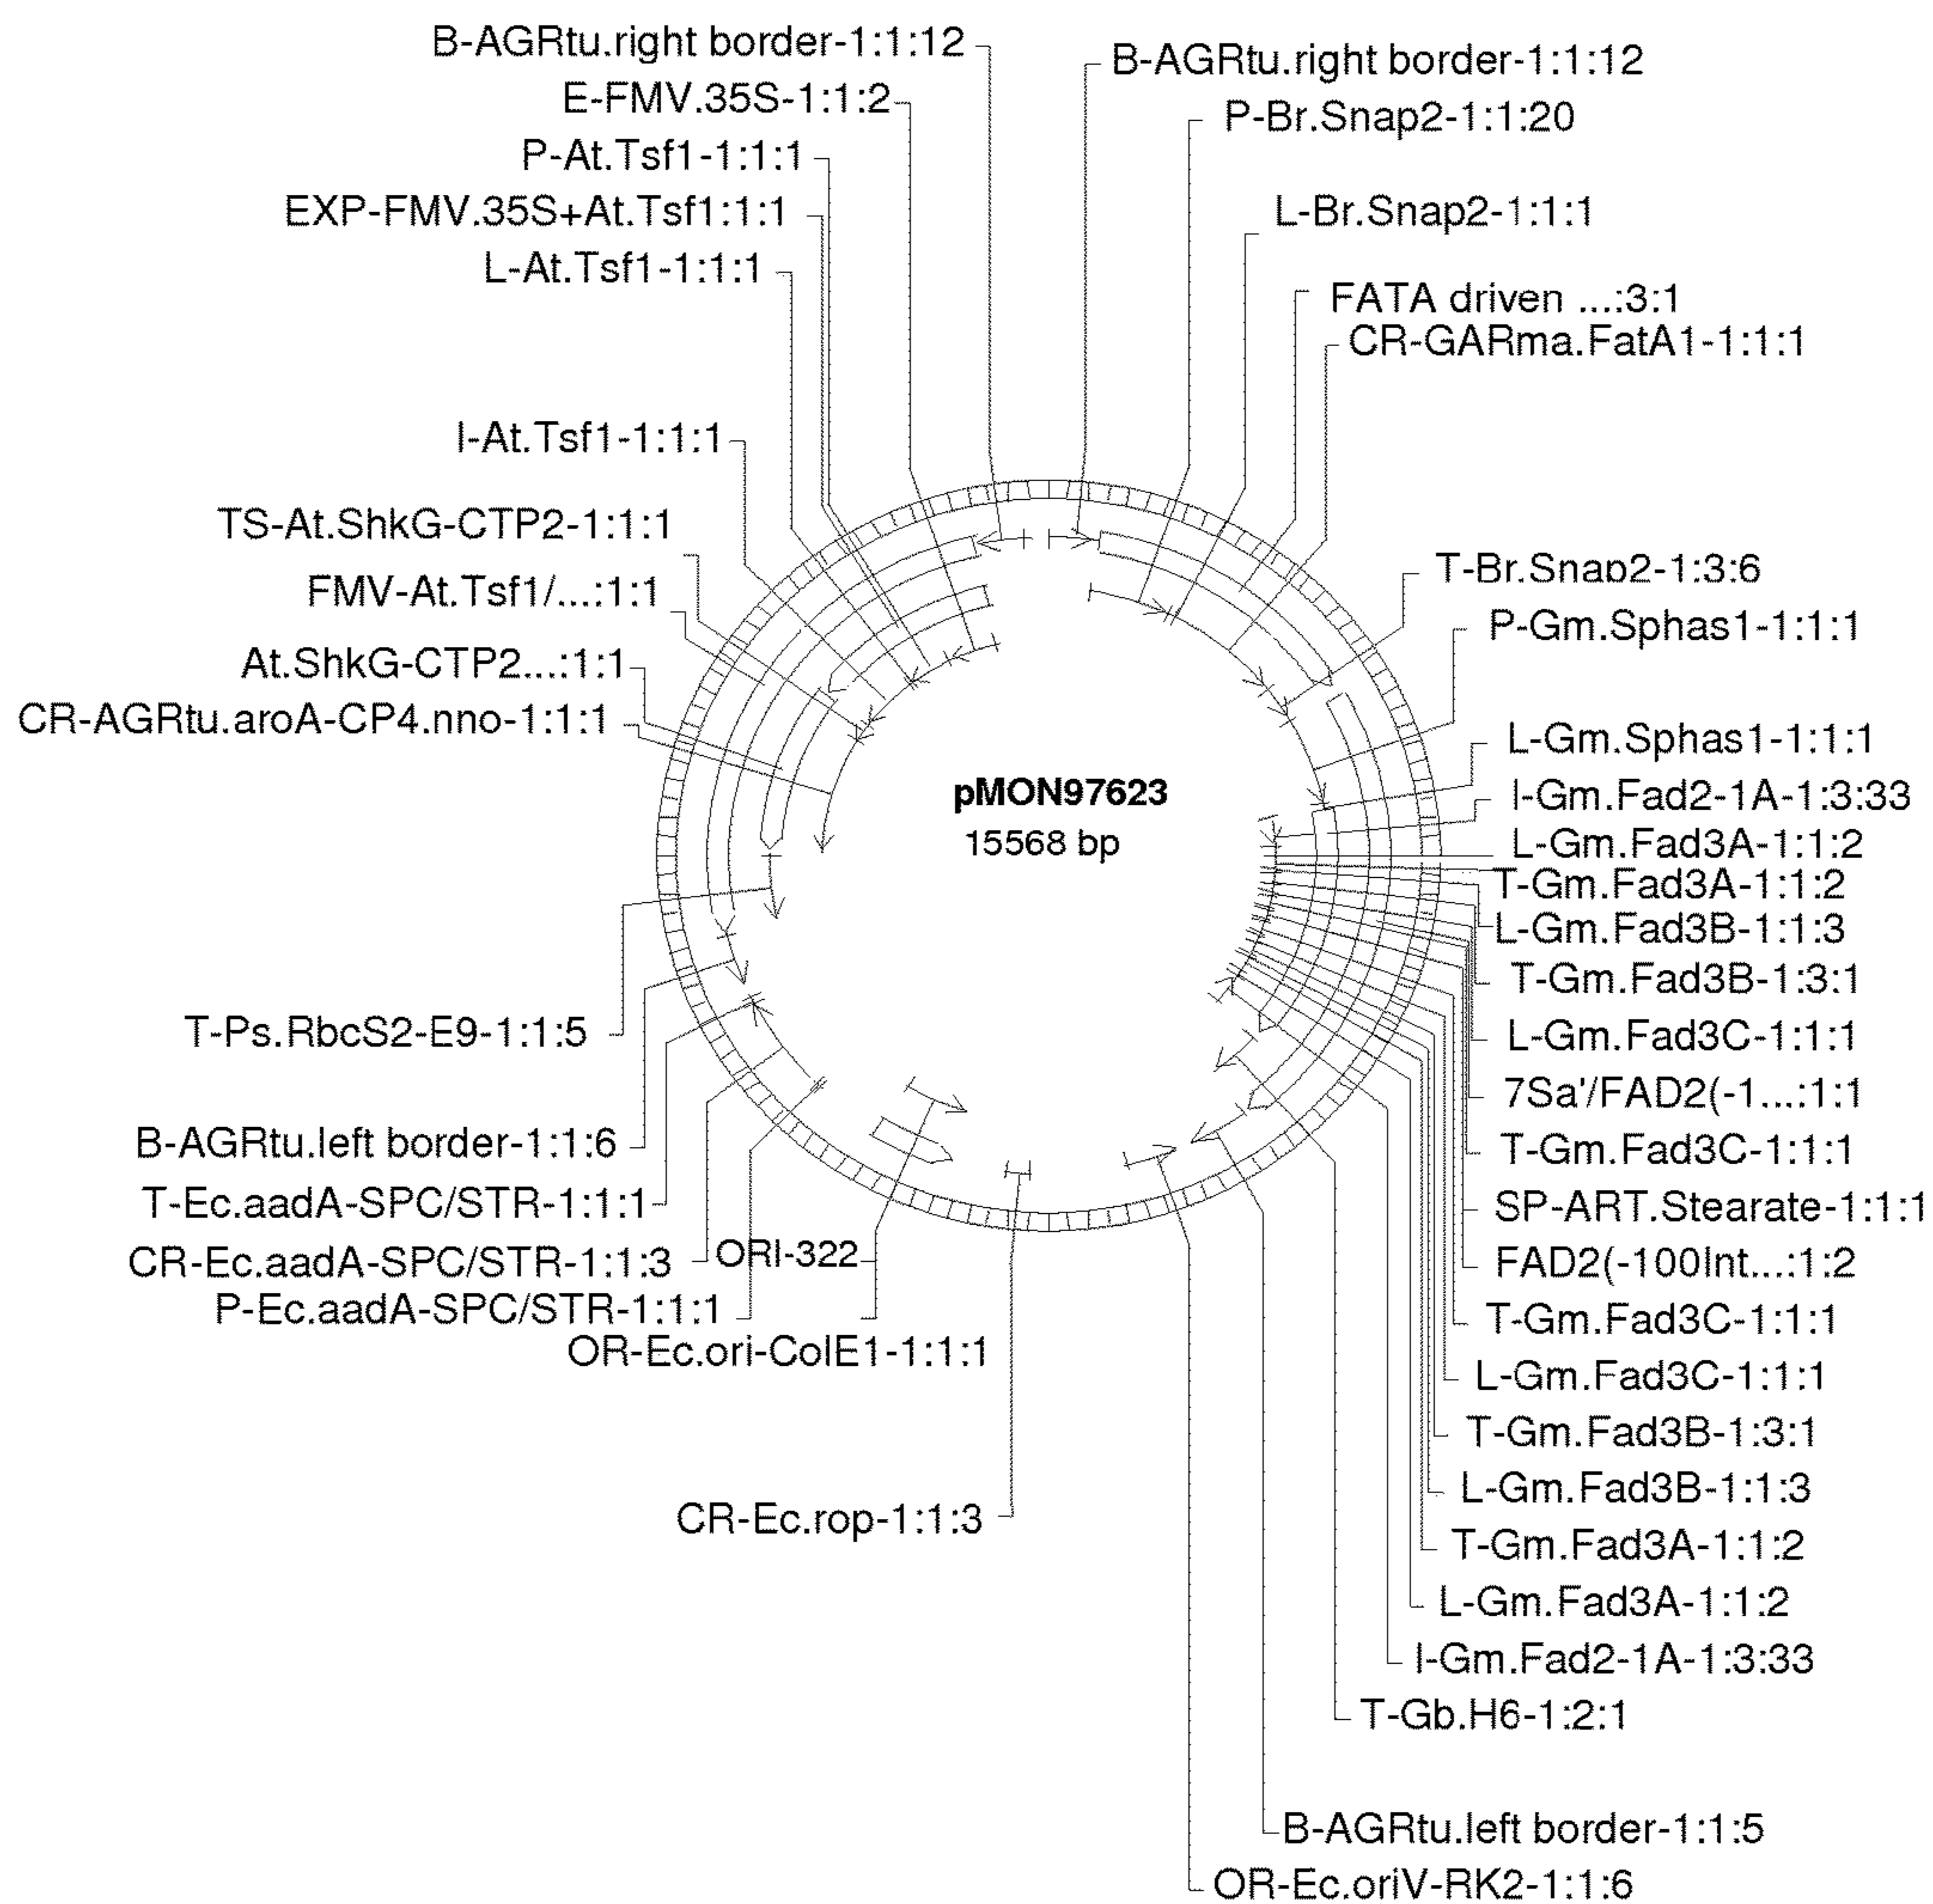 B-AGRtu.right border-1:1:12
E-FMV.35S-1:1:2
P-At.Tsf1-1:1:1
EXP-FMV.35S+At.Tsf1:1:1
L-At.Tsf1-1:1:1
I-At.Tsf1-1:1:1
TS-At.ShkG-CTP2-1:1:1
FMV-At.Tsf1/...:1:1
At.ShkG-CTP2...:1:1
CR-AGRtu.aroA-CP4.nno-1:1:1
T-Ps.RbcS2-E9-1:1:5
B-AGRtu.left border-1:1:6
T-Ec.aadA-SPC/STR-1:1:1
CR-Ec.aadA-SPC/STR-1:1:3
ORI-322
P-Ec.aadA-SPC/STR-1:1:1
OR-Ec.ori-ColE1-1:1:1
CR-Ec.rop-1:1:3
pMON97623
15568 bp
B-AGRtu.right border-1:1:12
P-Br.Snap2-1:1:20
L-Br.Snap2-1:1:1
FATA driven ...:3:1
CR-GARma.FatA1-1:1:1
T-Br.Snap2-1:3:6
P-Gm.Sphas1-1:1:1
L-Gm.Sphas1-1:1:1
I-Gm.Fad2-1A-1:3:33
L-Gm.Fad3A-1:1:2
T-Gm.Fad3A-1:1:2
L-Gm.Fad3B-1:1:3
T-Gm.Fad3B-1:3:1
L-Gm.Fad3C-1:1:1
7Sa'/FAD2(-1...:1:1
T-Gm.Fad3C-1:1:1
SP-ART.Stearate-1:1:1
FAD2(-100Int...:1:2
T-Gm.Fad3C-1:1:1
L-Gm.Fad3C-1:1:1
T-Gm.Fad3B-1:3:1
L-Gm.Fad3B-1:1:3
T-Gm.Fad3A-1:1:2
L-Gm.Fad3A-1:1:2
I-Gm.Fad2-1A-1:3:33
T-Gb.H6-1:2:1
B-AGRtu.left border-1:1:5
OR-Ec.oriV-RK2-1:1:6